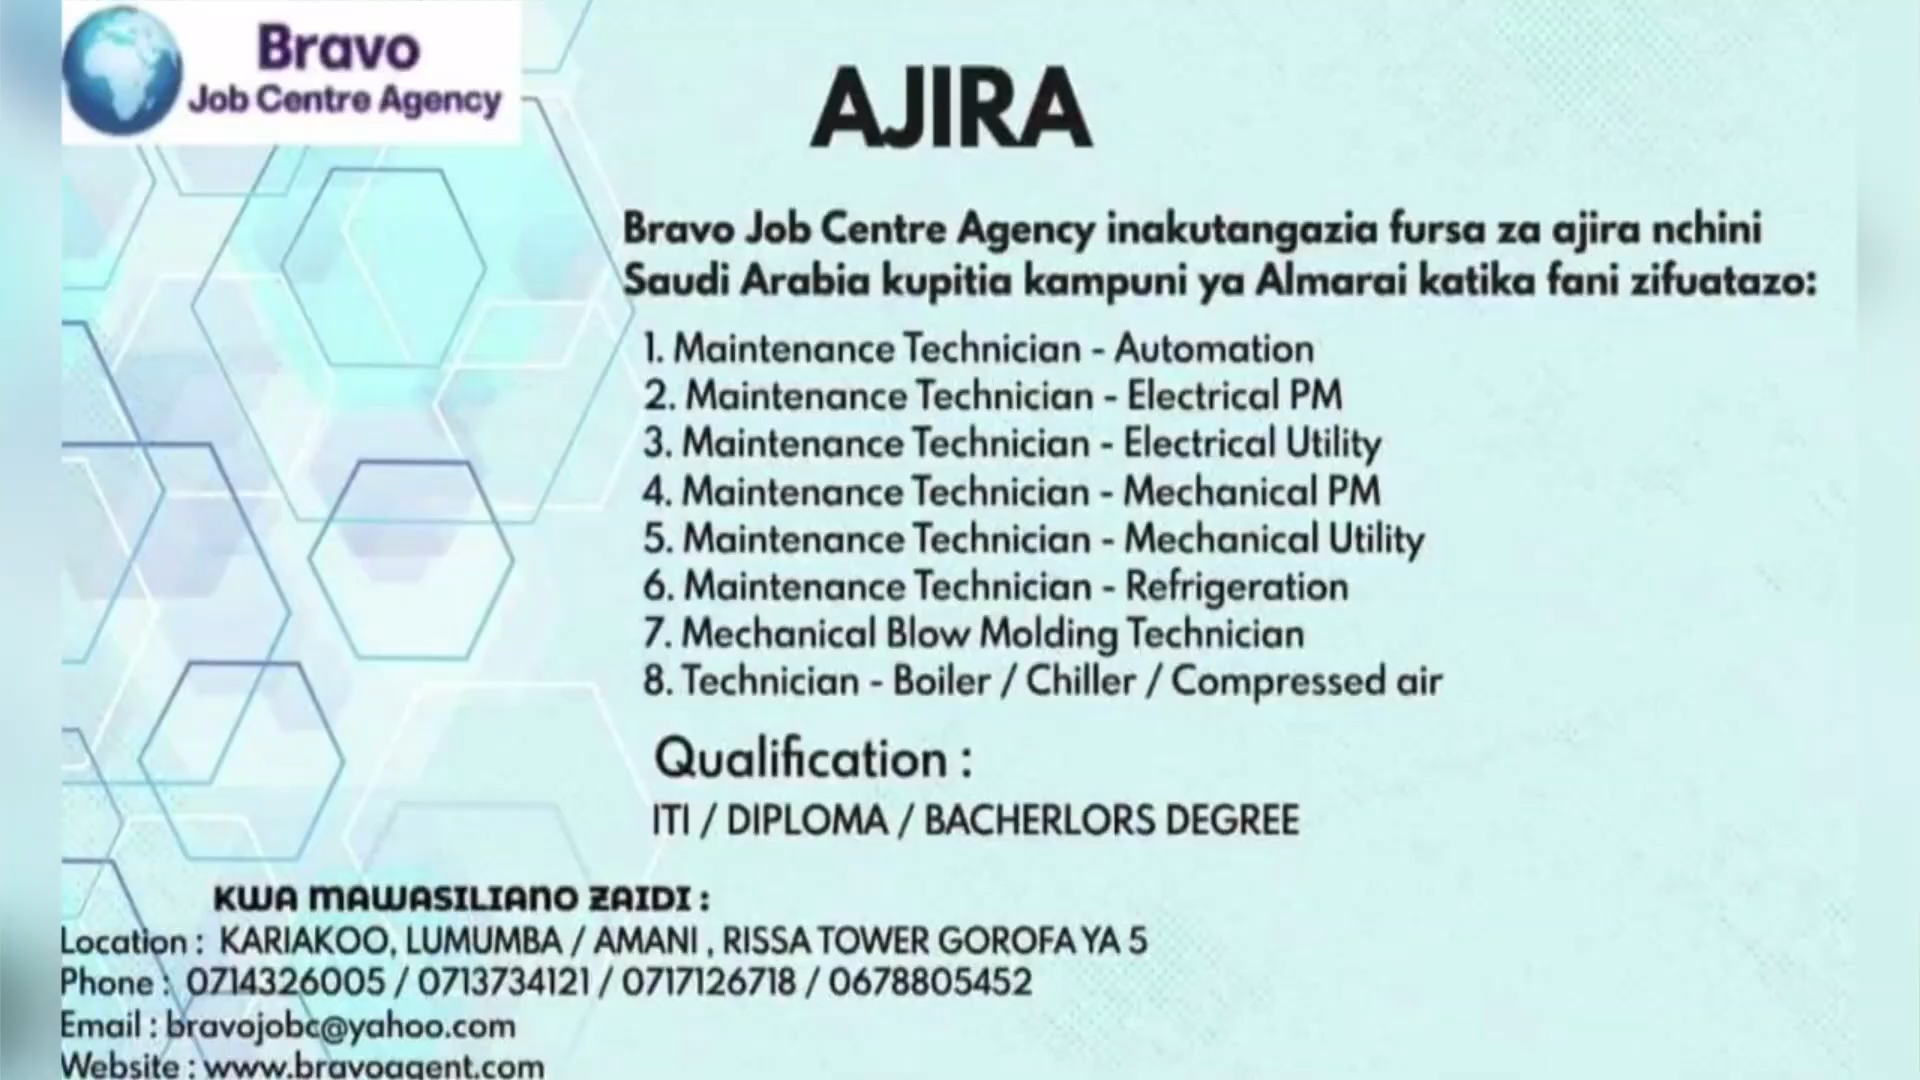 Bravo
Job Centre Agency
AJIRA
Bravo Job Centre Agency inakutangazia fursa za ajira nchini
Saudi Arabia kupitia kampuni ya Almarai katika fani zifuatazo:
1. Maintenance Technician - Automation
2. Maintenance Technician - Electrical PM
3. Maintenance Technician - Electrical Utility
4. Maintenance Technician - Mechanical PM
5. Maintenance Technician - Mechanical Utility
6. Maintenance Technician - Refrigeration
7. Mechanical Blow Molding Technician
8. Technician - Boiler / Chiller / Compressed air
Qualification :
ITI / DIPLOMA / BACHERLORS DEGREE
KWA MAWASILIANO ZAIDI :
Location : KARIAKOO, LUMUMBA / AMANI , RISSA TOWER GOROFA YA 5
Phone : 0714326005 / 0713734121 / 0717126718 / 0678805452
Email : bravojobc@yahoo.com
Website : www.bravoagent.com